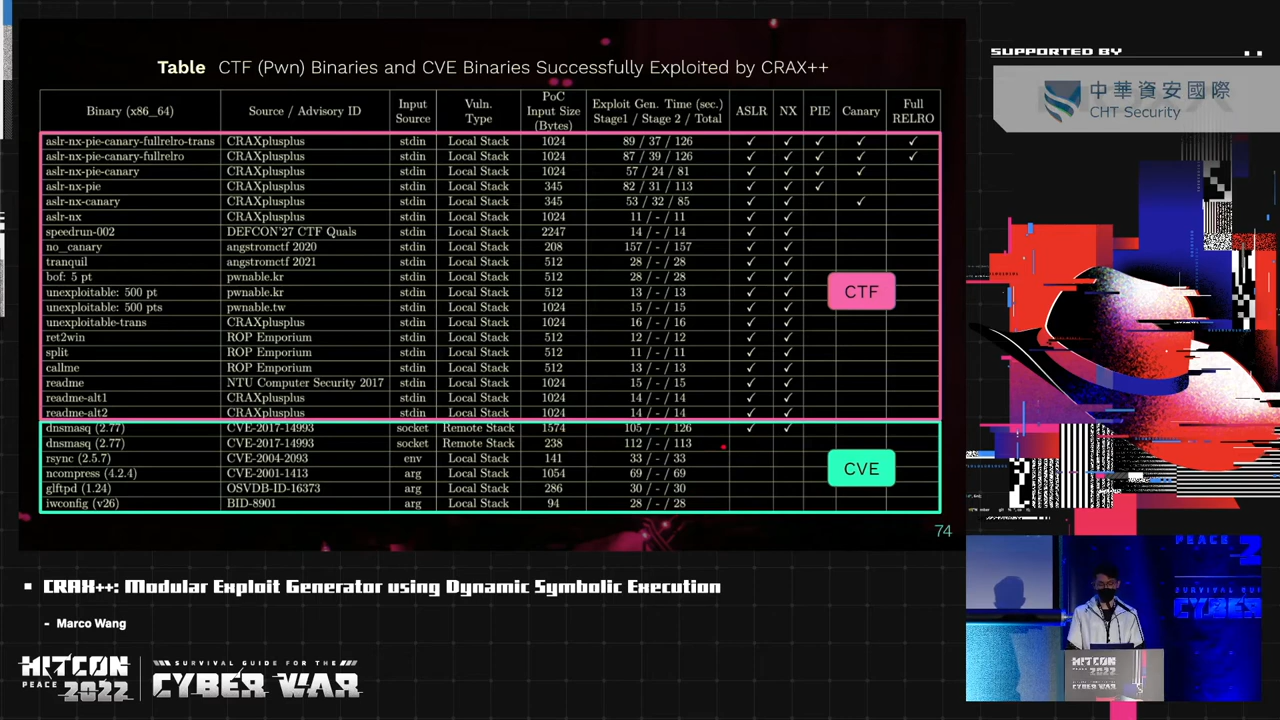 Table CTF (Pwn) Binaries and CVE Binaries Successfully Exploited by CRAX++
Binary (x86_64) Source / Advisory ID Input Source Vuln. Type PoC Input Size (Bytes) Exploit Gen. Time (sec.) Stage1 / Stage 2 / Total ASLR NX PIE Canary Full RELRO
aslr-nx-pie-canary-fullrelro-trans CRAXplusplus stdin Local Stack 1024 89 / 37 / 126 ✓ ✓ ✓ ✓ ✓
aslr-nx-pie-canary-fullrelro CRAXplusplus stdin Local Stack 1024 87 / 39 / 126 ✓ ✓ ✓ ✓ ✓
aslr-nx-pie-canary CRAXplusplus stdin Local Stack 1024 57 / 24 / 81 ✓ ✓ ✓ ✓
aslr-nx-pie CRAXplusplus stdin Local Stack 345 82 / 31 / 113 ✓ ✓ ✓
aslr-nx-canary CRAXplusplus stdin Local Stack 345 53 / 32 / 85 ✓ ✓ ✓
aslr-nx CRAXplusplus stdin Local Stack 1024 11 / - / 11 ✓ ✓
speedrun-002 DEFCON'27 CTF Quals stdin Local Stack 2247 14 / - / 14 ✓ ✓
no_canary angstromctf 2020 stdin Local Stack 208 157 / - / 157 ✓ ✓
tranquil angstromctf 2021 stdin Local Stack 512 28 / - / 28 ✓ ✓
bof: 5 pt pwnable.kr stdin Local Stack 512 28 / - / 28 ✓ ✓
unexploitable: 500 pt pwnable.kr stdin Local Stack 512 13 / - / 13 ✓ ✓
unexploitable: 500 pts pwnable.tw stdin Local Stack 1024 15 / - / 15 ✓ ✓
unexploitable-trans CRAXplusplus stdin Local Stack 1024 16 / - / 16 ✓ ✓
ret2win ROP Emporium stdin Local Stack 512 12 / - / 12 ✓ ✓
split ROP Emporium stdin Local Stack 512 11 / - / 11 ✓ ✓
callme ROP Emporium stdin Local Stack 512 13 / - / 13 ✓ ✓
readme NTU Computer Security 2017 stdin Local Stack 1024 15 / - / 15 ✓ ✓
readme-alt1 CRAXplusplus stdin Local Stack 1024 14 / - / 14 ✓ ✓
readme-alt2 CRAXplusplus stdin Local Stack 1024 14 / - / 14 ✓ ✓
CTF
dnsmasq (2.77) CVE-2017-14993 socket Remote Stack 1574 105 / - / 126 ✓ ✓
dnsmasq (2.77) CVE-2017-14993 socket Remote Stack 238 112 / - / 113
rsync (2.5.7) CVE-2004-2093 env Local Stack 141 33 / - / 33
ncompress (4.2.4) CVE-2001-1413 arg Local Stack 1054 69 / - / 69
glftpd (1.24) OSVDB-ID-16373 arg Local Stack 286 30 / - / 30
iwconfig (v26) BID-8901 arg Local Stack 94 28 / - / 28
CVE
74
SUPPORTED BY
中華資安國際
CHT Security
CRAX++: Modular Exploit Generator using Dynamic Symbolic Execution
- Marco Wang
HITCON
PEACE 2022
SURVIVAL GUIDE FOR THE
CYBER WAR
PEACE 2
SURVIVAL GUI
CYBER
HITCON
2022